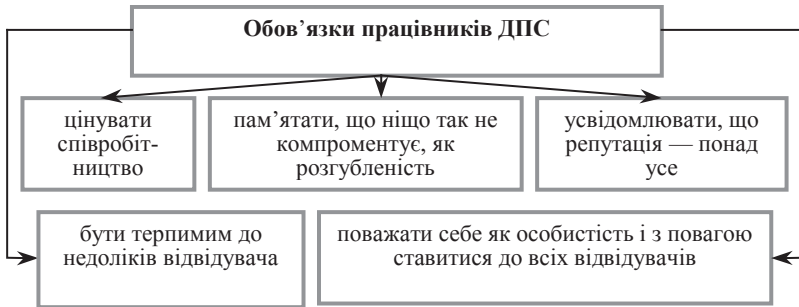 Обов’язки працівників ДПС
цінувати
співробіт-
ництво
пам’ятати, що ніщо так не
компроментує, як
розгубленість
усвідомлювати, що
репутація — понад
усе
бути терпимим до
недоліків відвідувача
поважати себе як особистість і з повагою
ставитися до всіх відвідувачів